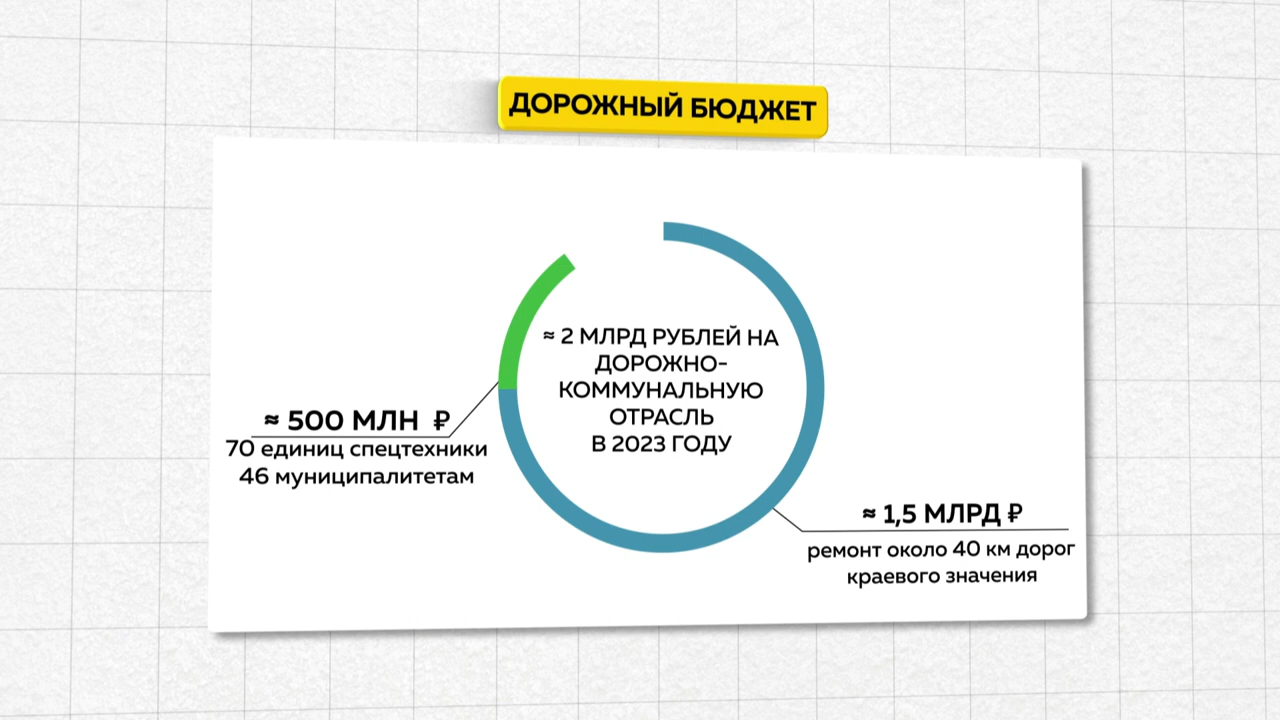 ДОРОЖНЫЙ БЮДЖЕТ
≈ 2 МЛРД РУБЛЕЙ НА
ДОРОЖНО-
КОММУНАЛЬНУЮ
ОТРАСЛЬ
В 2023 ГОДУ
≈ 500 МЛН ₽
70 единиц спецтехники
46 муниципалитетам
≈ 1,5 МЛРД ₽
ремонт около 40 км дорог
краевого значения